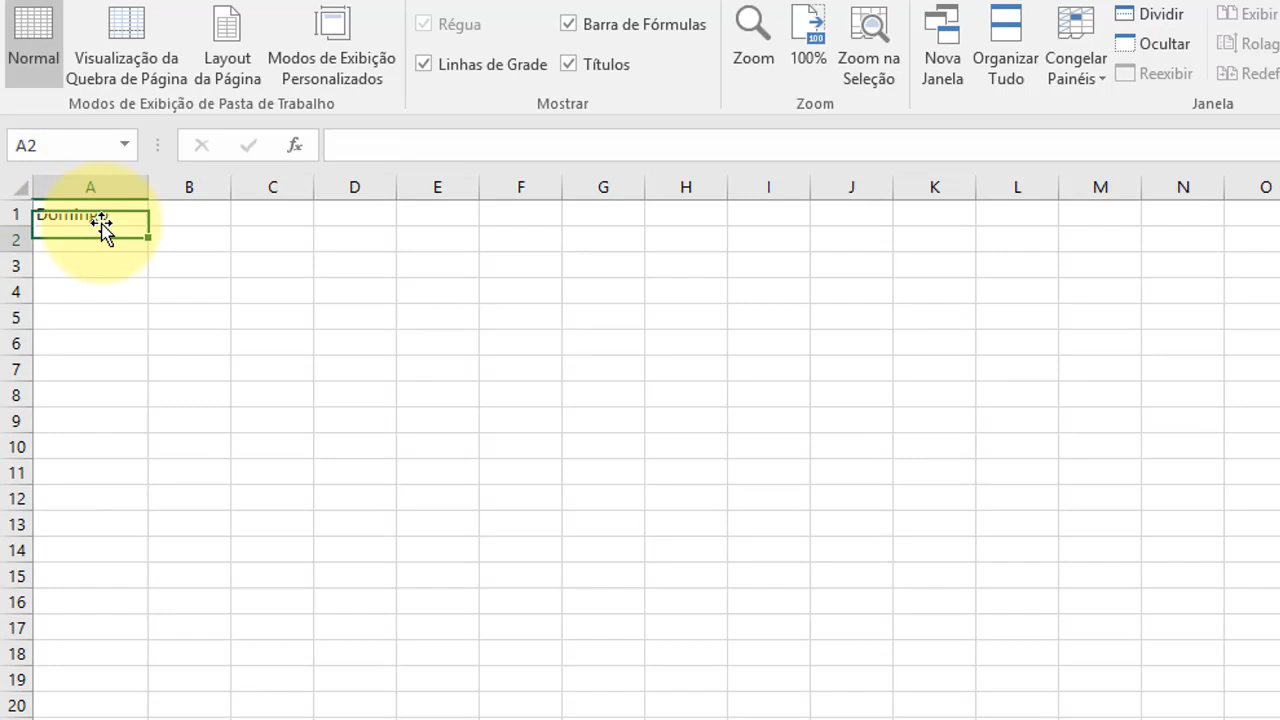 Normal
Visualização da
Quebra de Página
Layout
da Página
Modos de Exibição
Personalizados
Modos de Exibição de Pasta de Trabalho
Régua
Barra de Fórmulas
Linhas de Grade
Títulos
Mostrar
Zoom
100
100%
Zoom na
Seleção
Zoom
Nova
Janela
Organizar
Tudo
Congelar
Painéis
Dividir
Ocultar
Reexibir
Exibir
Rolag
Redef
Janela
A2
fx
A B C D E F G H I J K L M N O
1 Domingo
2
3
4
5
6
7
8
9
10
11
12
13
14
15
16
17
18
19
20